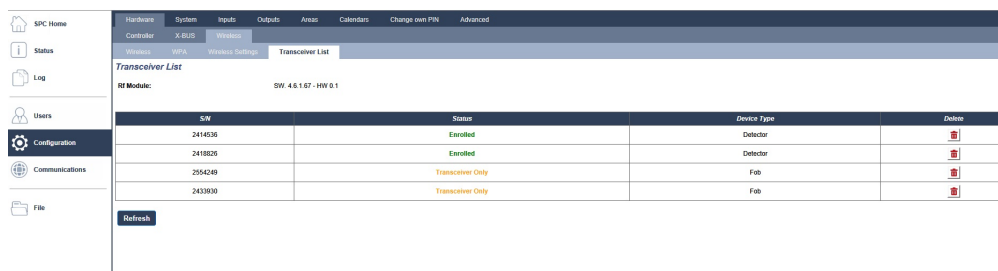 SPC Home
Status
Log
Users
Configuration
Communications
File
Hardware System Inputs Outputs Areas Calendars Change own PIN Advanced
Controller X-BUS Wireless
Wireless WPA Wireless Settings Transceiver List
Transceiver List
Rf Module: SW. 4.6.1.67 - HW 0.1
S/N Status Device Type Delete
2414536 Enrolled Detector
2418826 Enrolled Detector
2554249 Transceiver Only Fob
2433930 Transceiver Only Fob
Refresh